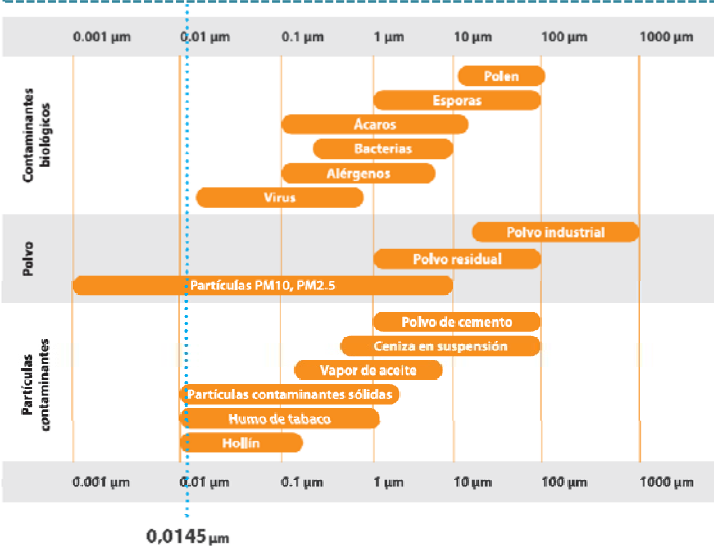 0.001 µm 0.01 µm 0.1 µm 1 µm 10 µm 100 µm 1000 µm
Contaminantes
biológicos
Polen
Esporas
Ácaros
Bacterias
Alérgenos
Virus
Polvo
Polvo industrial
Polvo residual
Partículas PM10, PM2.5
Partículas
contaminantes
Polvo de cemento
Ceniza en suspensión
Vapor de aceite
Partículas contaminantes sólidas
Humo de tabaco
Hollín
0.001 µm 0.01 µm 0.1 µm 1 µm 10 µm 100 µm 1000 µm
0,0145 µm